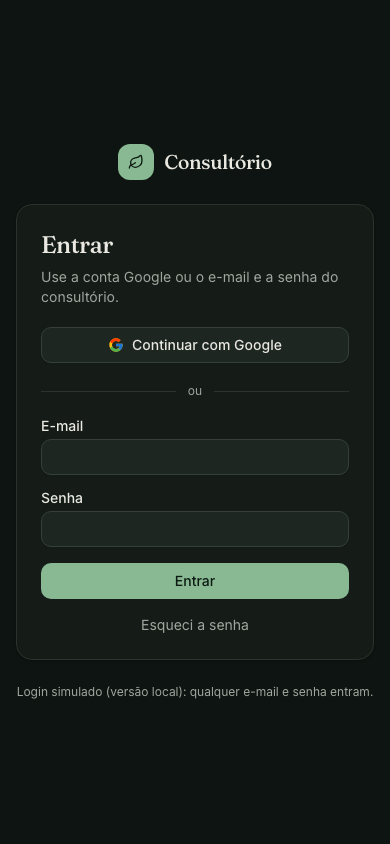 Consultório
Entrar
Use a conta Google ou o e-mail e a senha do
consultório.
Continuar com Google
ou
E-mail
Senha
Entrar
Esqueci a senha
Login simulado (versão local): qualquer e-mail e senha entram.